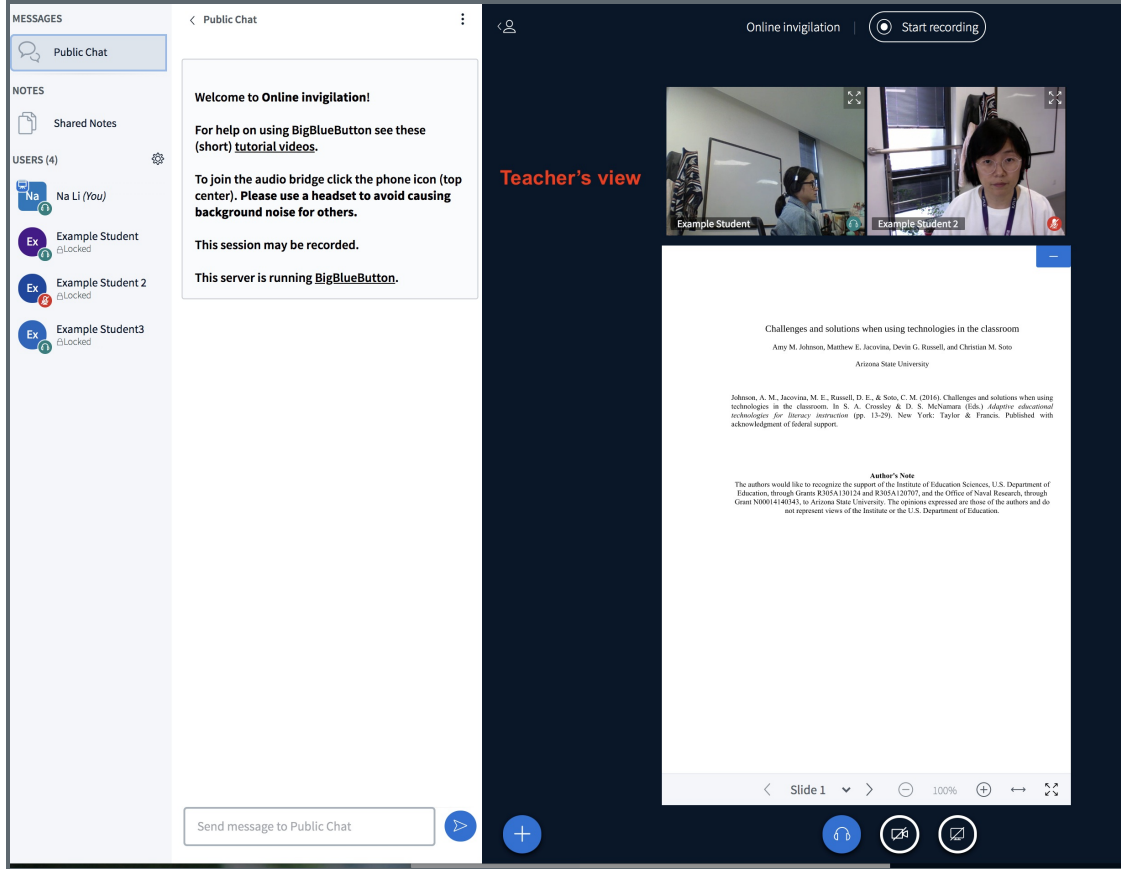 MESSAGES
Public Chat
NOTES
Shared Notes
USERS (4)
Na
Na Li (You)
Ex
Example Student
Locked
Ex
Example Student 2
Locked
Ex
Example Student3
Locked
Public Chat
Welcome to Online invigilation!
For help on using BigBlueButton see these
(short) tutorial videos.
To join the audio bridge click the phone icon (top
center). Please use a headset to avoid causing
background noise for others.
This session may be recorded.
This server is running BigBlueButton.
Send message to Public Chat
Online invigilation
Start recording
Teacher's view
Example Student
Example Student 2
Challenges and solutions when using technologies in the classroom
Amy M. Johnson, Matthew E. Jacovina, Devin G. Russell, and Christian M. Soto
Arizona State University
Johnson, A. M., Jacovina, M. E., Russell, D. E., & Soto, C. M. (2016). Challenges and solutions when using
technologies in the classroom. In S. A. Crossley & D. S. McNamara (Eds.) Adaptive educational
technologies for literacy instruction (pp. 13-29). New York: Taylor & Francis. Published with
acknowledgment of federal support.
Author's Note
The authors would like to recognize the support of the Institute of Education Sciences, U.S. Department of
Education, through Grants R305A130124 and R305A120707, and the Office of Naval Research, through
Grant N00014140343, to Arizona State University. The opinions expressed are those of the authors and do
not represent views of the Institute or the U.S. Department of Education.
Slide 1
100%